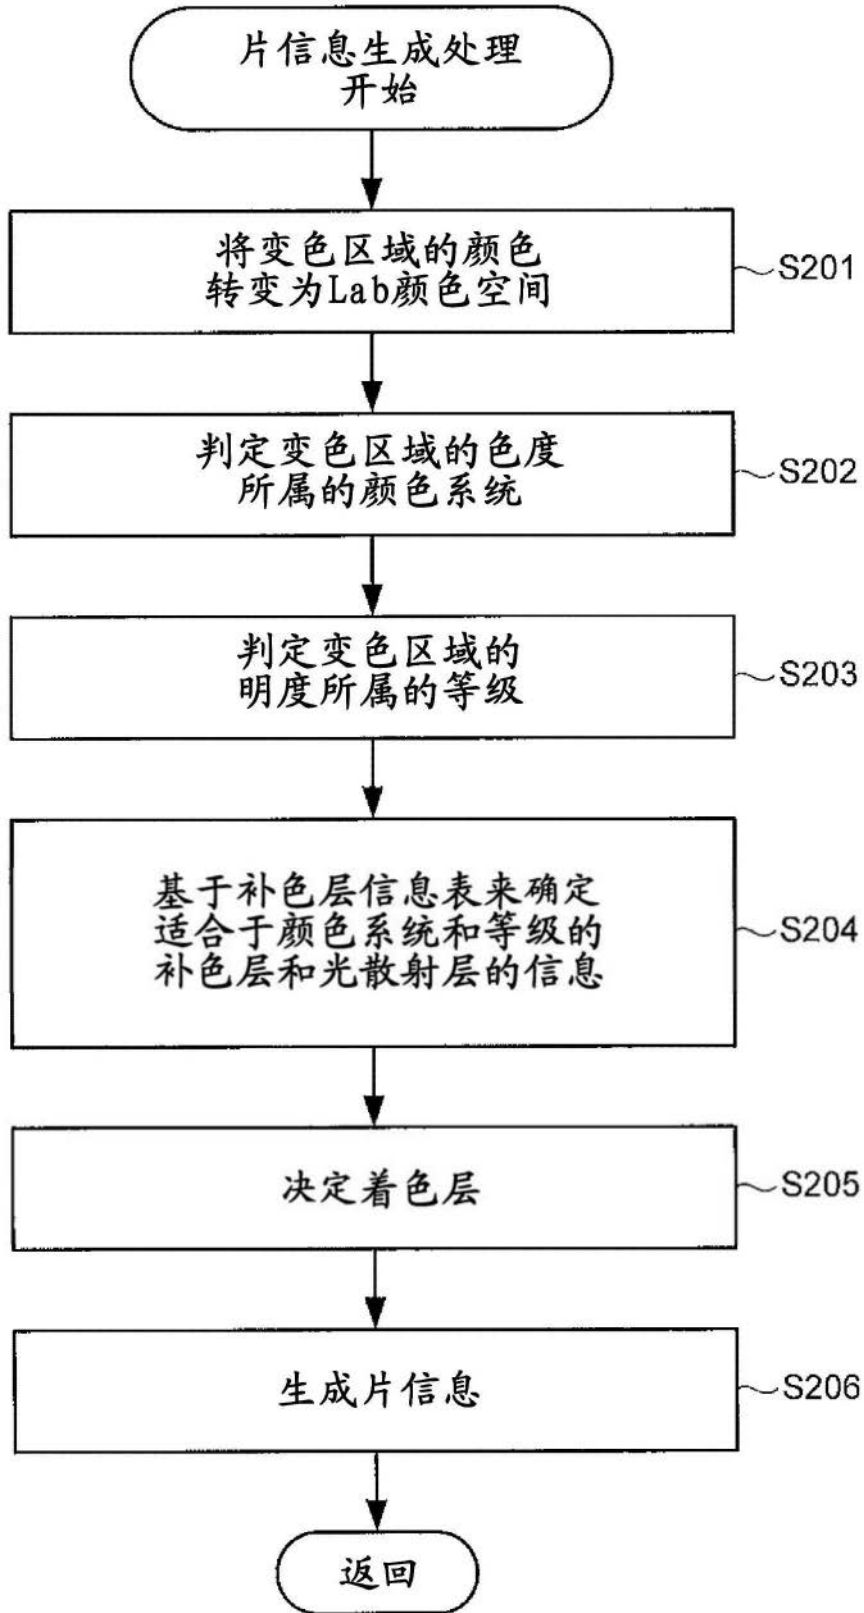 片信息生成处理
开始
将变色区域的颜色
转变为Lab颜色空间
S201
判定变色区域的色度
所属的颜色系统
S202
判定变色区域的
明度所属的等级
S203
基于补色层信息表来确定
适合于颜色系统和等级的
补色层和光散射层的信息
S204
决定着色层
S205
生成片信息
S206
返回